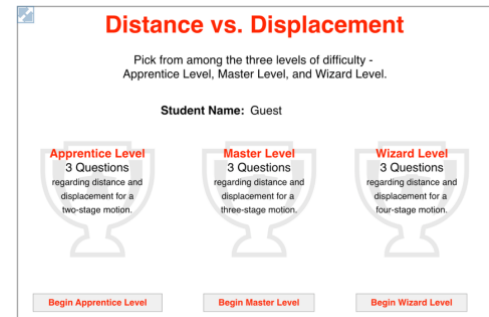 Distance vs. Displacement
Pick from among the three levels of difficulty -
Apprentice Level, Master Level, and Wizard Level.
Student Name: Guest
Apprentice Level
3 Questions
regarding distance and
displacement for a
two-stage motion.
Master Level
3 Questions
regarding distance and
displacement for a
three-stage motion.
Wizard Level
3 Questions
regarding distance and
displacement for a
four-stage motion.
Begin Apprentice Level
Begin Master Level
Begin Wizard Level